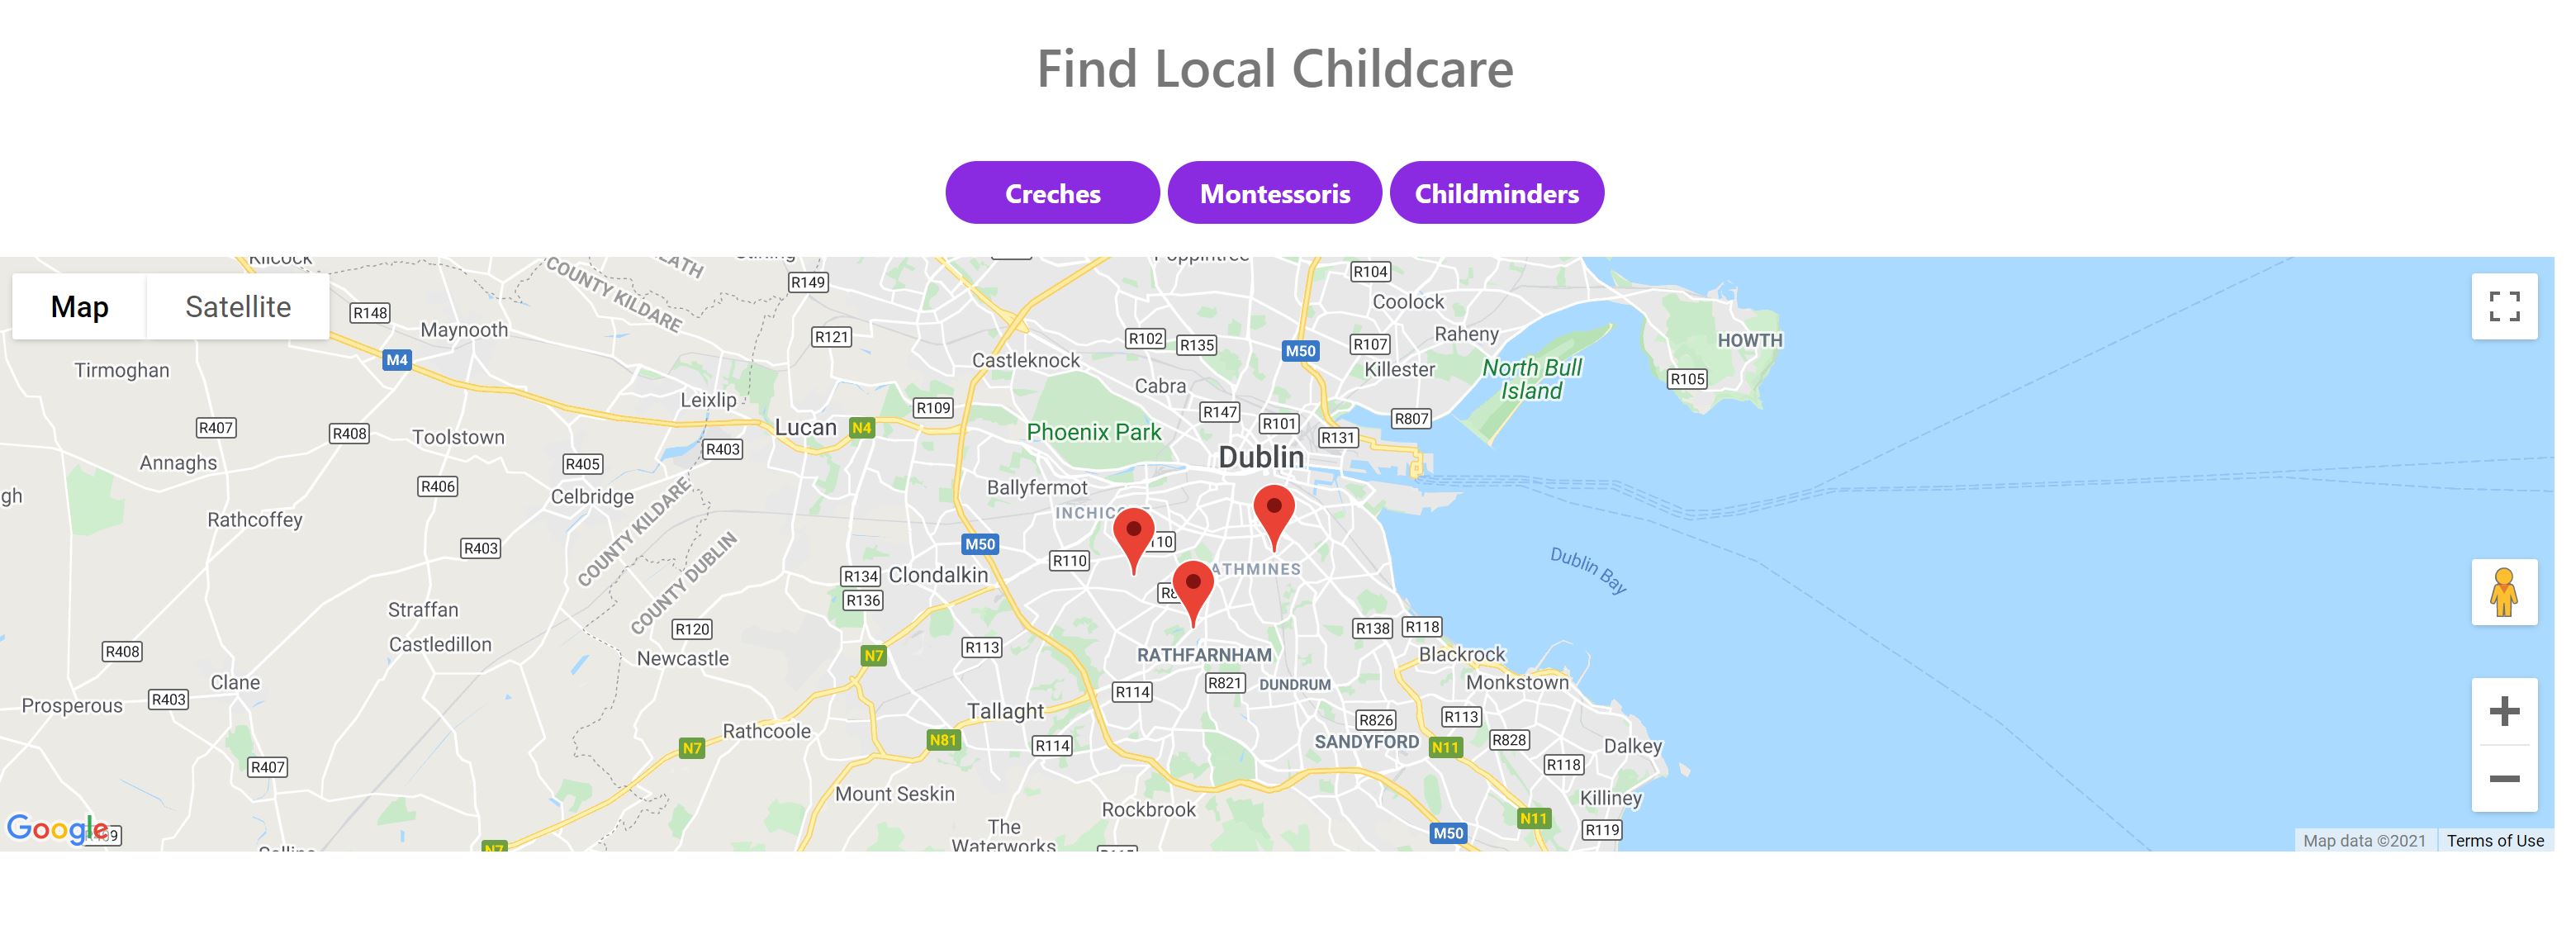 Find Local Childcare
Creches
Montessoris
Childminders
Map
Satellite
Kilcock
COUNTY KILDARE
R149
Poppintree
R104
Coolock
R148
Maynooth
R121
R102
R135
M50
R107
Raheny
HOWTH
M4
Tirmoghan
Castleknock
Cabra
Killester
North Bull
Island
R105
Leixlip
R109
R147
R101
R807
R407
R408
Toolstown
Lucan
N4
Phoenix Park
R131
R403
Annaghs
R405
Dublin
R406
Celbridge
Ballyfermot
gh
Rathcoffey
COUNTY KILDARE
COUNTY DUBLIN
R403
M50
R110
Dublin Bay
R134
Clondalkin
R136
Straffan
Castledillon
R120
R138
R118
R408
Newcastle
N7
R113
RATHFARNHAM
Blackrock
Clane
R114
R821
DUNDRUM
Monkstown
Prosperous
R403
Tallaght
R826
R113
Rathcoole
N7
N81
R114
SANDYFORD
N11
R828
Dalkey
R407
R118
Mount Seskin
Rockbrook
Killiney
N11
Google
The
Waterworks
M50
R119
N7
Map data ©2021
Terms of Use